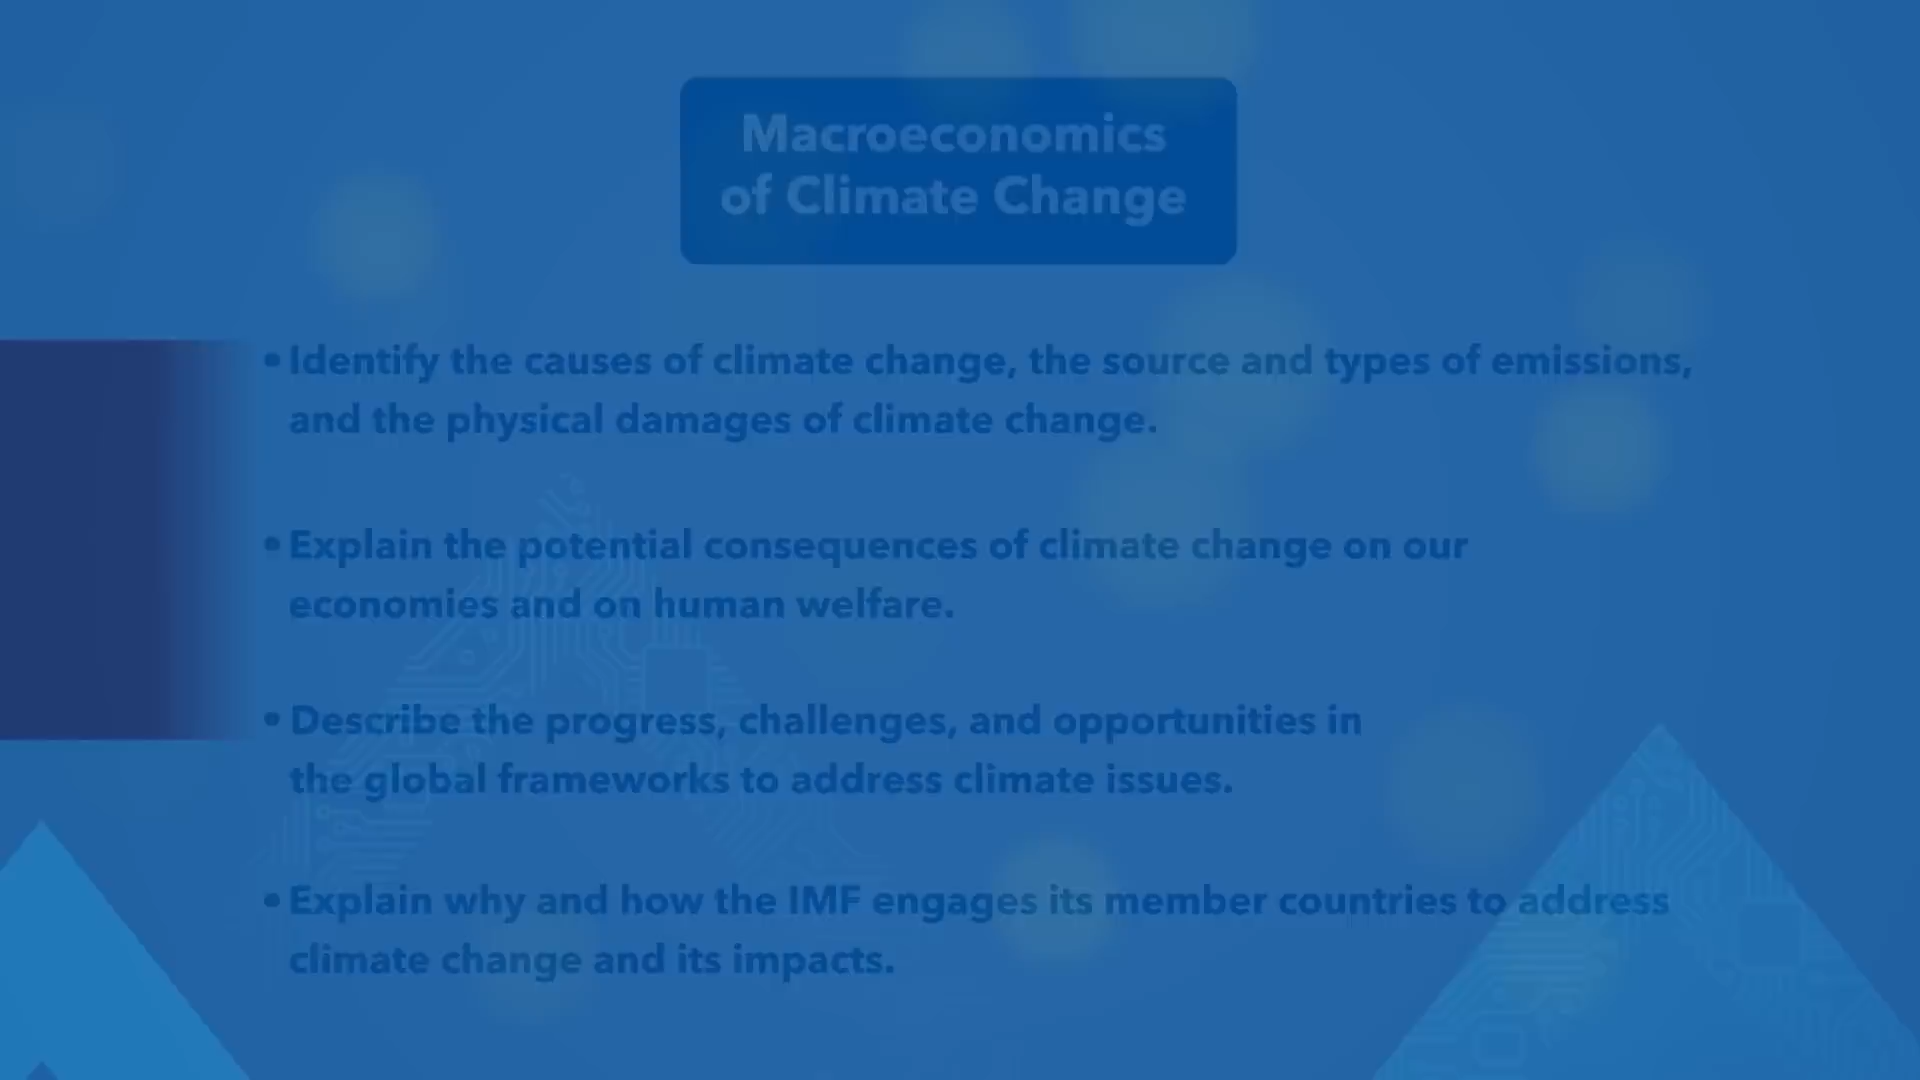 Macroeconomics
of Climate Change
• Identify the causes of climate change, the source and types of emissions,
and the physical damages of climate change.
• Explain the potential consequences of climate change on our
economies and on human welfare.
• Describe the progress, challenges, and opportunities in
the global frameworks to address climate issues.
• Explain why and how the IMF engages its member countries to address
climate change and its impacts.